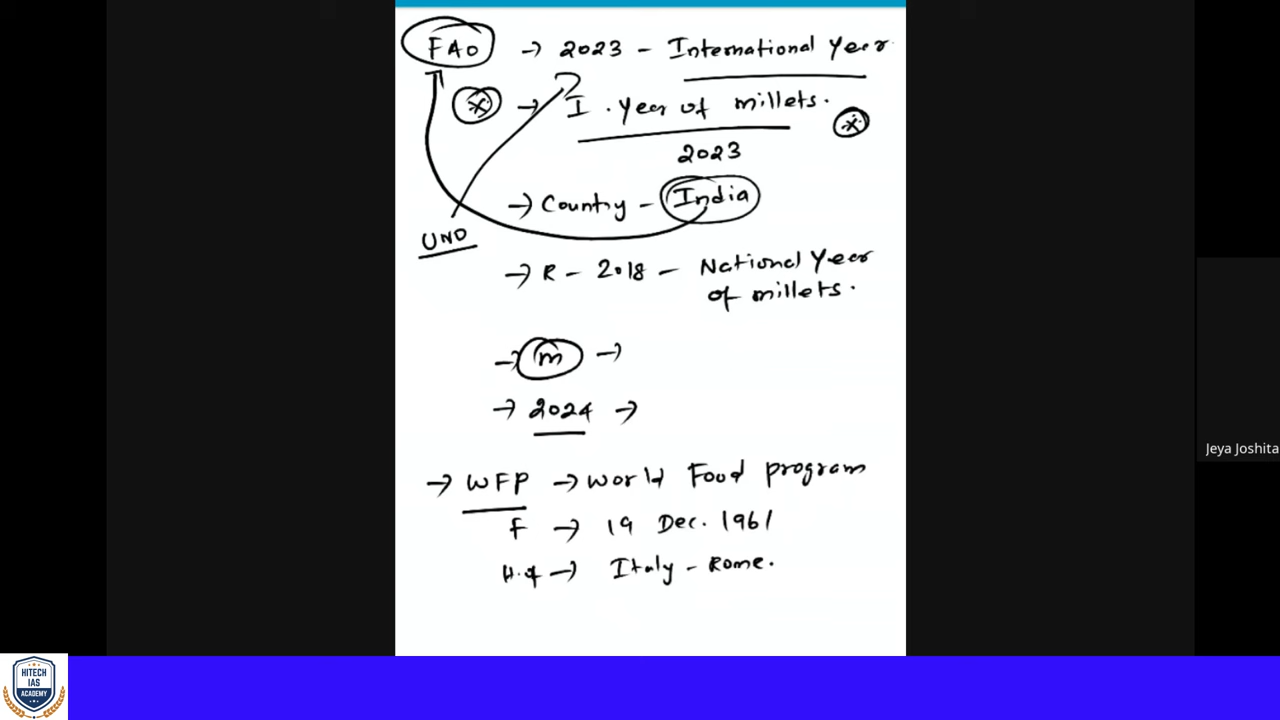 FAO → 2023 - International Year
→ I. Year of millets.
2023
→ Country - India
UNO
→ R - 2018 - National Year
of millets.
→ m →
→ 2024 →
→ WFP → World Food program
F → 19 Dec. 1961
H.q → Italy - Rome.
Jeya Joshita
HITECH
IAS
ACADEMY